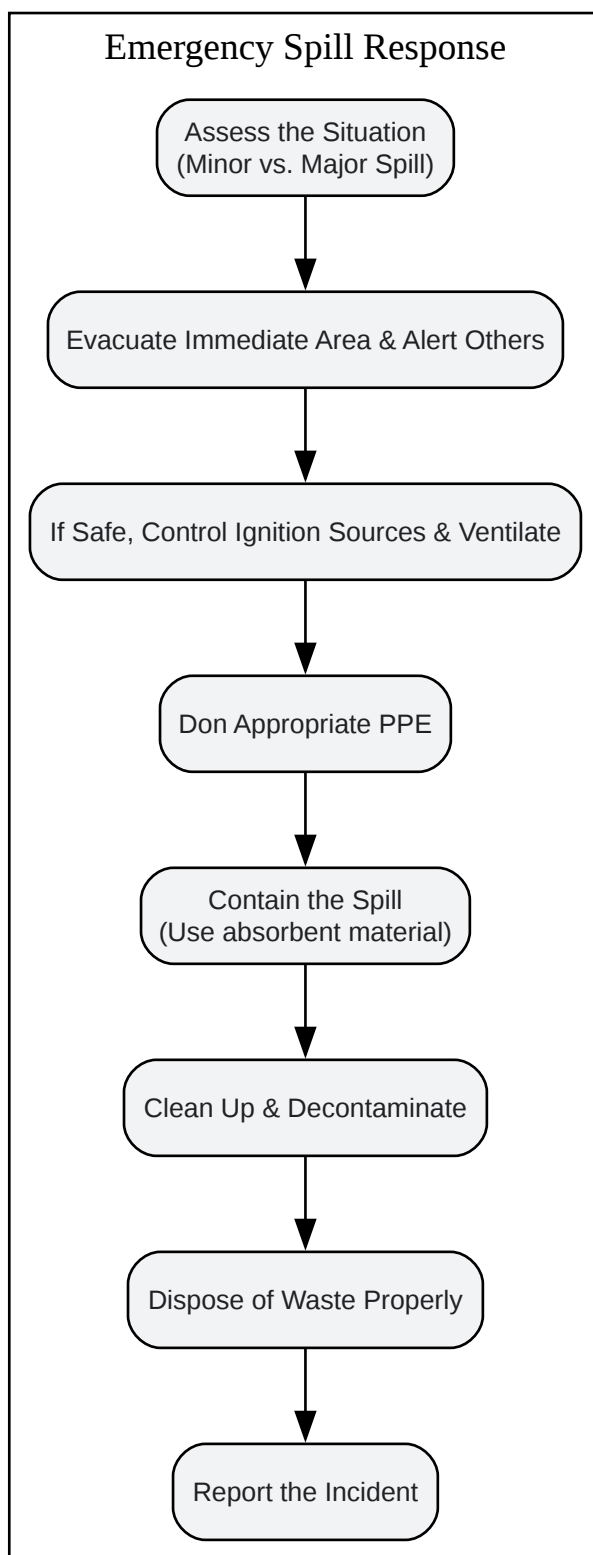 Emergency Spill Response
Assess the Situation
(Minor vs. Major Spill)
Evacuate Immediate Area & Alert Others
If Safe, Control Ignition Sources & Ventilate
Don Appropriate PPE
Contain the Spill
(Use absorbent material)
Clean Up & Decontaminate
Dispose of Waste Properly
Report the Incident